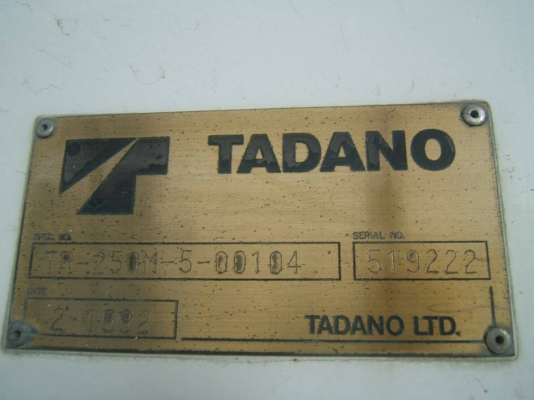 TADANO
SPEC. NO. SERIAL NO.
TR-250M-5-00104 519222
DATE
2-1992
TADANO LTD.